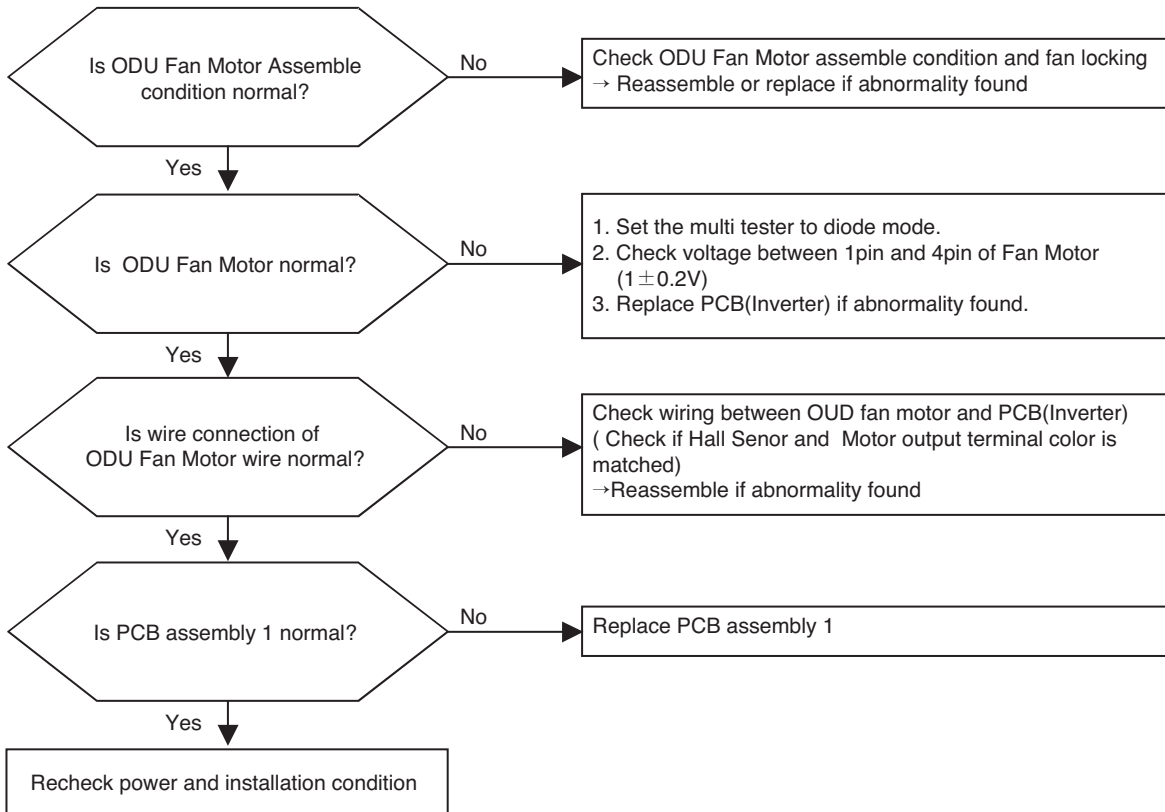 Is ODU Fan Motor Assemble
condition normal?
No
Check ODU Fan Motor assemble condition and fan locking
→ Reassemble or replace if abnormality found
Yes
Is ODU Fan Motor normal?
No
1. Set the multi tester to diode mode.
2. Check voltage between 1pin and 4pin of Fan Motor
(1±0.2V)
3. Replace PCB(Inverter) if abnormality found.
Yes
Is wire connection of
ODU Fan Motor wire normal?
No
Check wiring between OUD fan motor and PCB(Inverter)
( Check if Hall Senor and Motor output terminal color is
matched)
→Reassemble if abnormality found
Yes
Is PCB assembly 1 normal?
No
Replace PCB assembly 1
Yes
Recheck power and installation condition